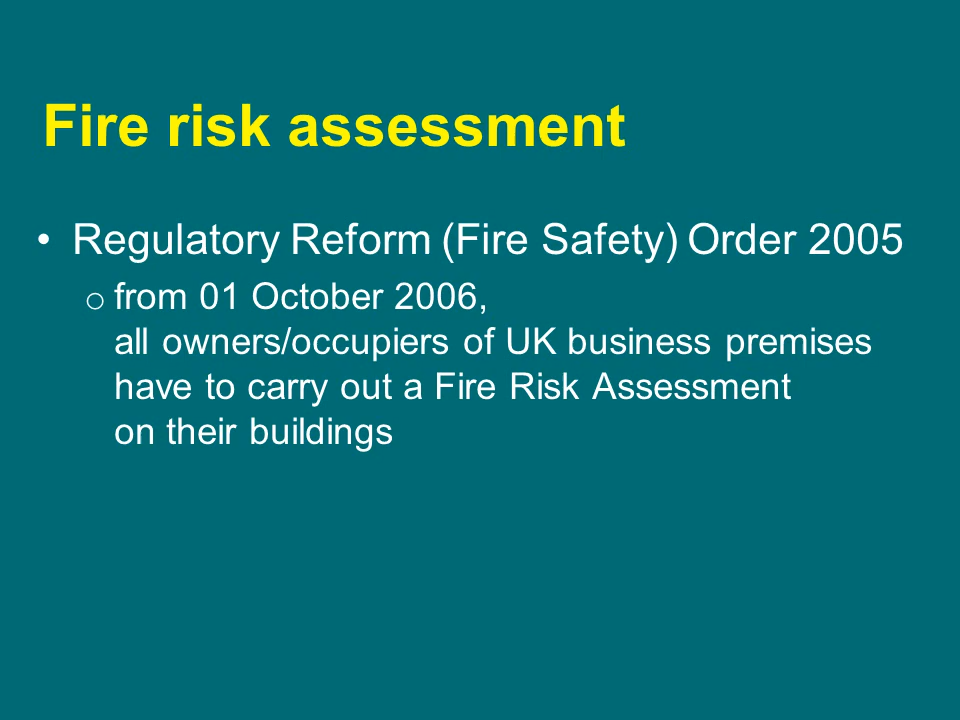 Fire risk assessment
• Regulatory Reform (Fire Safety) Order 2005
o from 01 October 2006,
all owners/occupiers of UK business premises
have to carry out a Fire Risk Assessment
on their buildings